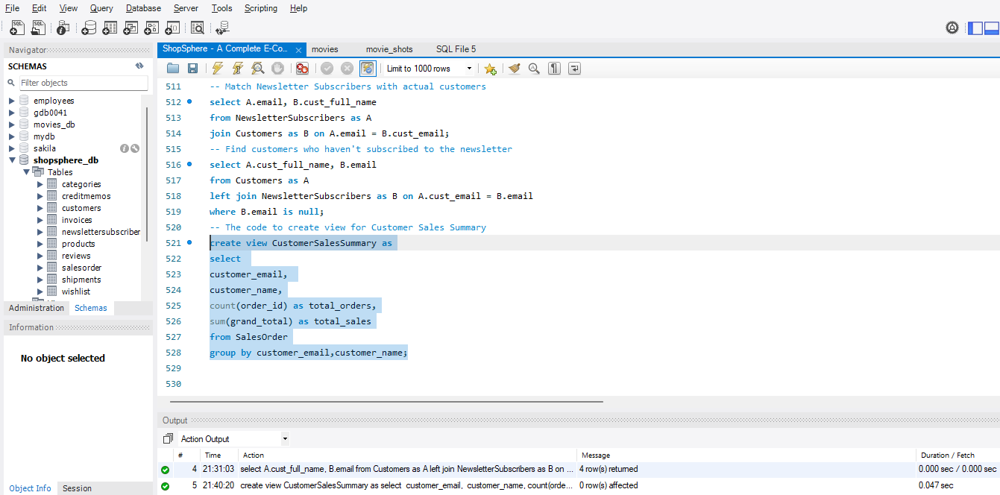 File Edit View Query Database Server Tools Scripting Help
Navigator
SCHEMAS
Filter objects
employees
gdb0041
movies_db
mydb
sakila
shopsphere_db
Tables
categories
creditmemos
customers
invoices
newslettersubscriber
products
reviews
salesorder
shipments
wishlist
Administration Schemas
Information
No object selected
Object Info Session
ShopSphere - A Complete E-Co... movies movie_shots SQL File 5
Limit to 1000 rows
511 -- Match Newsletter Subscribers with actual customers
512 select A.email, B.cust_full_name
513 from NewsletterSubscribers as A
514 join Customers as B on A.email = B.cust_email;
515 -- Find customers who haven't subscribed to the newsletter
516 select A.cust_full_name, B.email
517 from Customers as A
518 left join NewsletterSubscribers as B on A.cust_email = B.email
519 where B.email is null;
520 -- The code to create view for Customer Sales Summary
521 create view CustomerSalesSummary as
522 select
523 customer_email,
524 customer_name,
525 count(order_id) as total_orders,
526 sum(grand_total) as total_sales
527 from SalesOrder
528 group by customer_email,customer_name;
529
530
Output
Action Output
# Time Action Message Duration / Fetch
4 21:31:03 select A.cust_full_name, B.email from Customers as A left join NewsletterSubscribers as B on ... 4 row(s) returned 0.000 sec / 0.000 sec
5 21:40:20 create view CustomerSalesSummary as select customer_email, customer_name, count(orde... 0 row(s) affected 0.047 sec